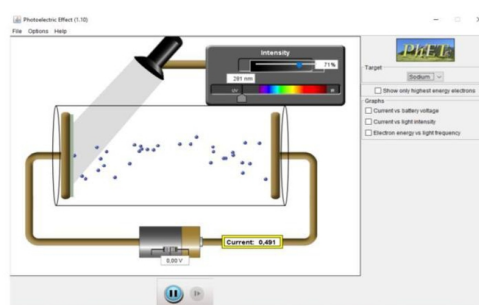 Photoelectric Effect (1.10)
File Options Help
Intensity
71%
281 nm
UV
IR
PhET
Target
Sodium
Show only highest energy electrons
Graphs
Current vs battery voltage
Current vs light intensity
Electron energy vs light frequency
Current: 0,491
0,00 V